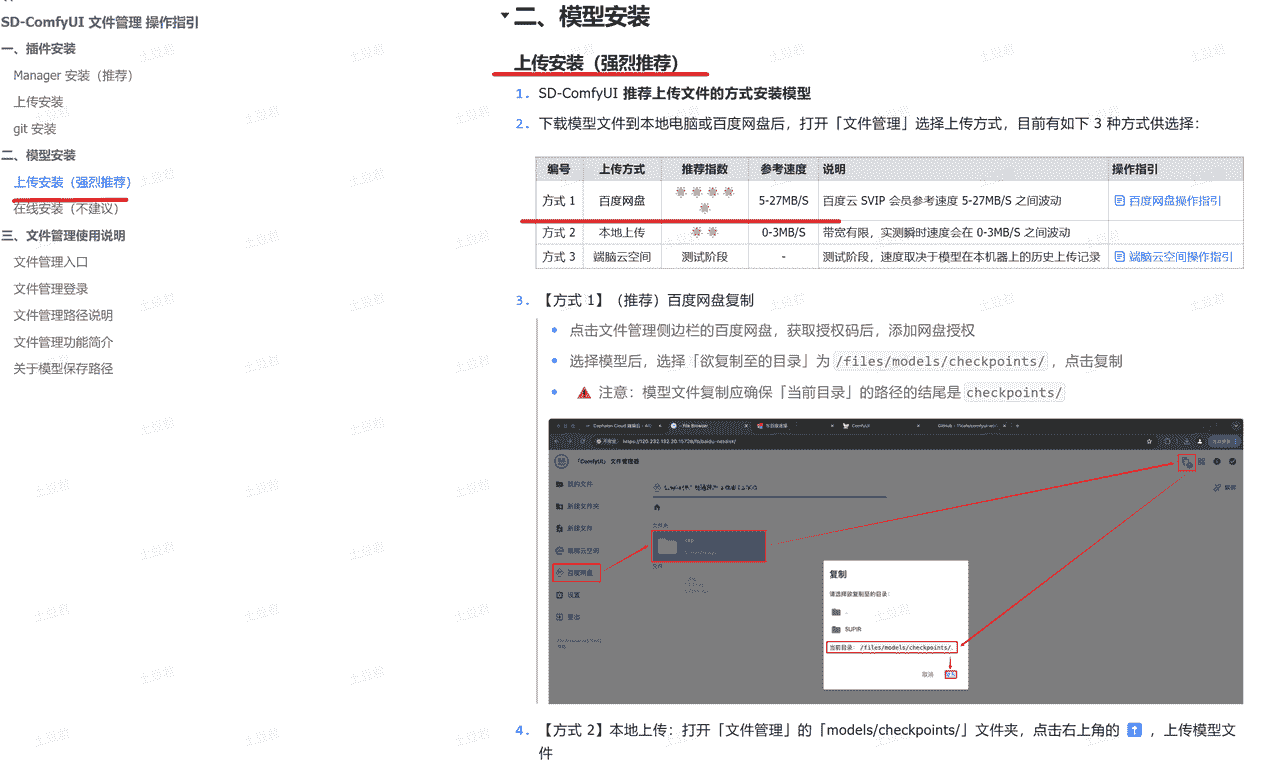 SD-ComfyUI 文件管理 操作指引
一、插件安装
Manager 安装（推荐）
上传安装
git 安装
二、模型安装
上传安装（强烈推荐）
在线安装（不建议）
三、文件管理使用说明
文件管理入口
文件管理登录
文件管理路径说明
文件管理功能简介
关于模型保存路径
二、模型安装
上传安装（强烈推荐）
1. SD-ComfyUI 推荐上传文件的方式安装模型
2. 下载模型文件到本地电脑或百度网盘后，打开「文件管理」选择上传方式，目前有如下 3 种方式供选择：
编号 上传方式 推荐指数 参考速度 说明 操作指引
方式 1 百度网盘 5-27MB/S 百度云 SVIP 会员参考速度 5-27MB/S 之间波动 百度网盘操作指引
方式 2 本地上传 0-3MB/S 带宽有限，实测瞬时速度会在 0-3MB/S 之间波动
方式 3 端脑云空间 测试阶段 - 测试阶段，速度取决于模型在本机器上的历史上传记录 端脑云空间操作指引
3. 【方式 1】（推荐）百度网盘复制
点击文件管理侧边栏的百度网盘，获取授权码后，添加网盘授权
选择模型后，选择「欲复制至的目录」为 /files/models/checkpoints/ ，点击复制
注意：模型文件复制应确保「当前目录」的路径的结尾是 checkpoints/
「ComfyUI」文件管理器
我的文件
新建文件夹
新建文件
端脑云空间
百度网盘
设置
登出
文件夹
文件
复制
请选择欲复制至的目录：
..
SUPIR
当前目录： /files/models/checkpoints/.
取消
4. 【方式 2】本地上传：打开「文件管理」的「models/checkpoints/」文件夹，点击右上角的 ，上传模型文
件